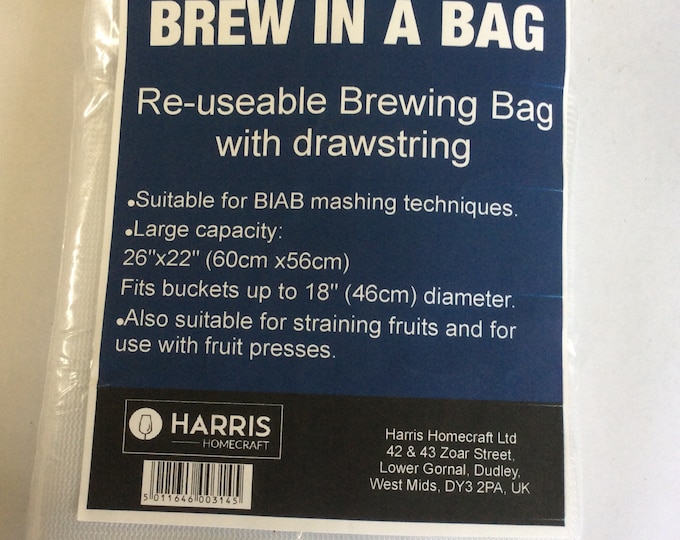 BREW IN A BAG
Re-useable Brewing Bag
with drawstring
•Suitable for BIAB mashing techniques.
•Large capacity:
26"x22" (60cm x56cm)
Fits buckets up to 18" (46cm) diameter.
•Also suitable for straining fruits and for
use with fruit presses.
HARRIS
HOMECRAFT
5 011646 003145
Harris Homecraft Ltd
42 & 43 Zoar Street,
Lower Gornal, Dudley,
West Mids, DY3 2PA, UK